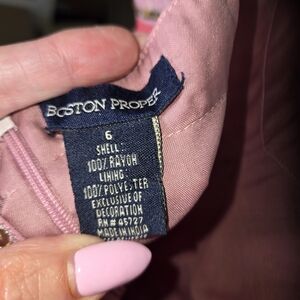 BOSTON PROPER
6
SHELL:
100% RAYON
LINING:
100% POLYESTER
EXCLUSIVE OF
DECORATION
RN # 45727
MADE IN INDIA